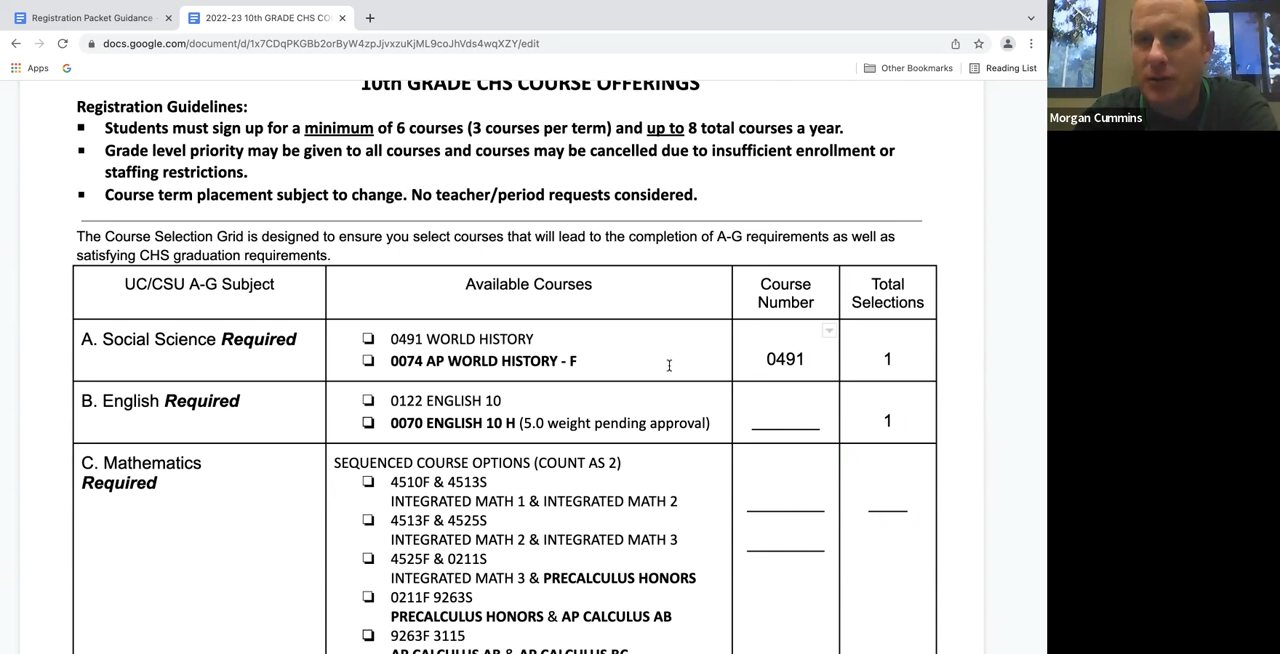 Registration Packet Guidance -
2022-23 10th GRADE CHS CO
docs.google.com/document/d/1x7CDqPKGBb2orByW4zpJjvxzuKjML9coJhVds4wqXZY/edit
Apps
Other Bookmarks
Reading List
Morgan Cummins
10th GRADE CHS COURSE OFFERINGS
Registration Guidelines:
▪ Students must sign up for a minimum of 6 courses (3 courses per term) and up to 8 total courses a year.
▪ Grade level priority may be given to all courses and courses may be cancelled due to insufficient enrollment or
staffing restrictions.
▪ Course term placement subject to change. No teacher/period requests considered.
The Course Selection Grid is designed to ensure you select courses that will lead to the completion of A-G requirements as well as
satisfying CHS graduation requirements.
UC/CSU A-G Subject
Available Courses
Course
Number
Total
Selections
A. Social Science Required
❑ 0491 WORLD HISTORY
❑ 0074 AP WORLD HISTORY - F
0491
1
B. English Required
❑ 0122 ENGLISH 10
❑ 0070 ENGLISH 10 H (5.0 weight pending approval)
1
C. Mathematics
Required
SEQUENCED COURSE OPTIONS (COUNT AS 2)
❑ 4510F & 4513S
INTEGRATED MATH 1 & INTEGRATED MATH 2
❑ 4513F & 4525S
INTEGRATED MATH 2 & INTEGRATED MATH 3
❑ 4525F & 0211S
INTEGRATED MATH 3 & PRECALCULUS HONORS
❑ 0211F 9263S
PRECALCULUS HONORS & AP CALCULUS AB
❑ 9263F 3115
AP CALCULUS AB & AP CALCULUS BC